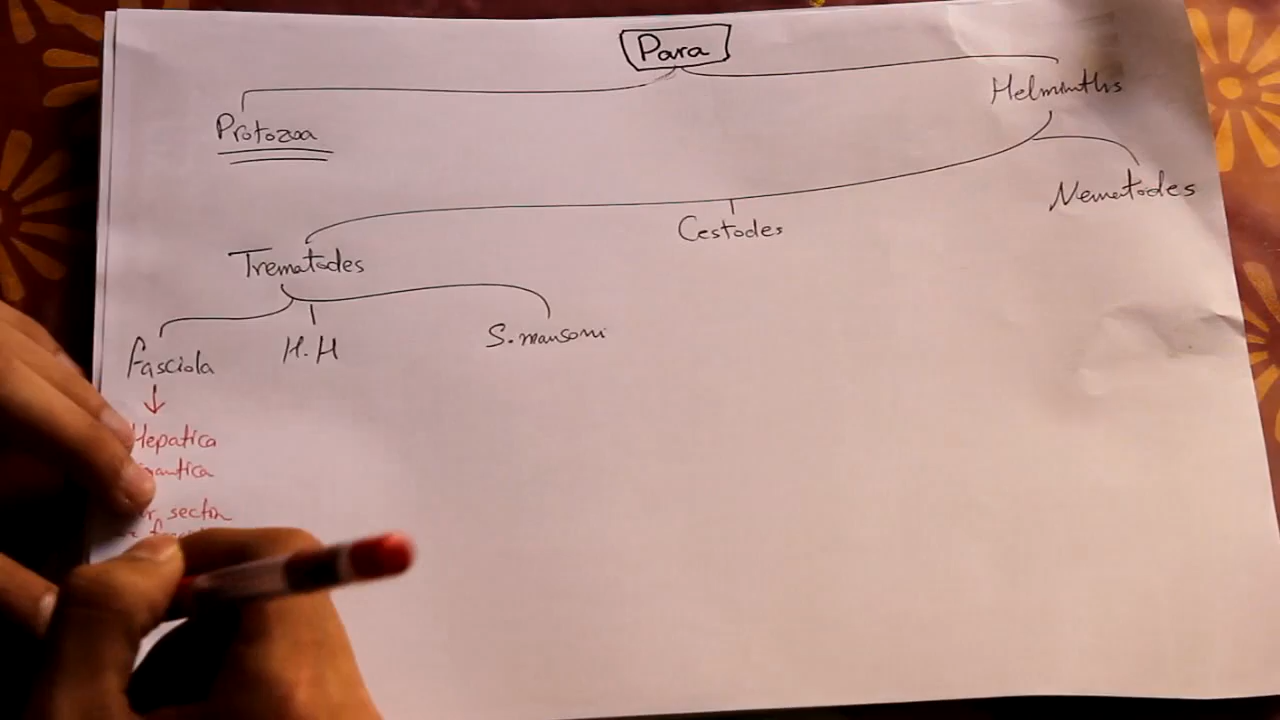 Para
Helminths
Protozoa
Nematodes
Cestodes
Trematodes
Fasciola
H.H
S.mansoni
Hepatica